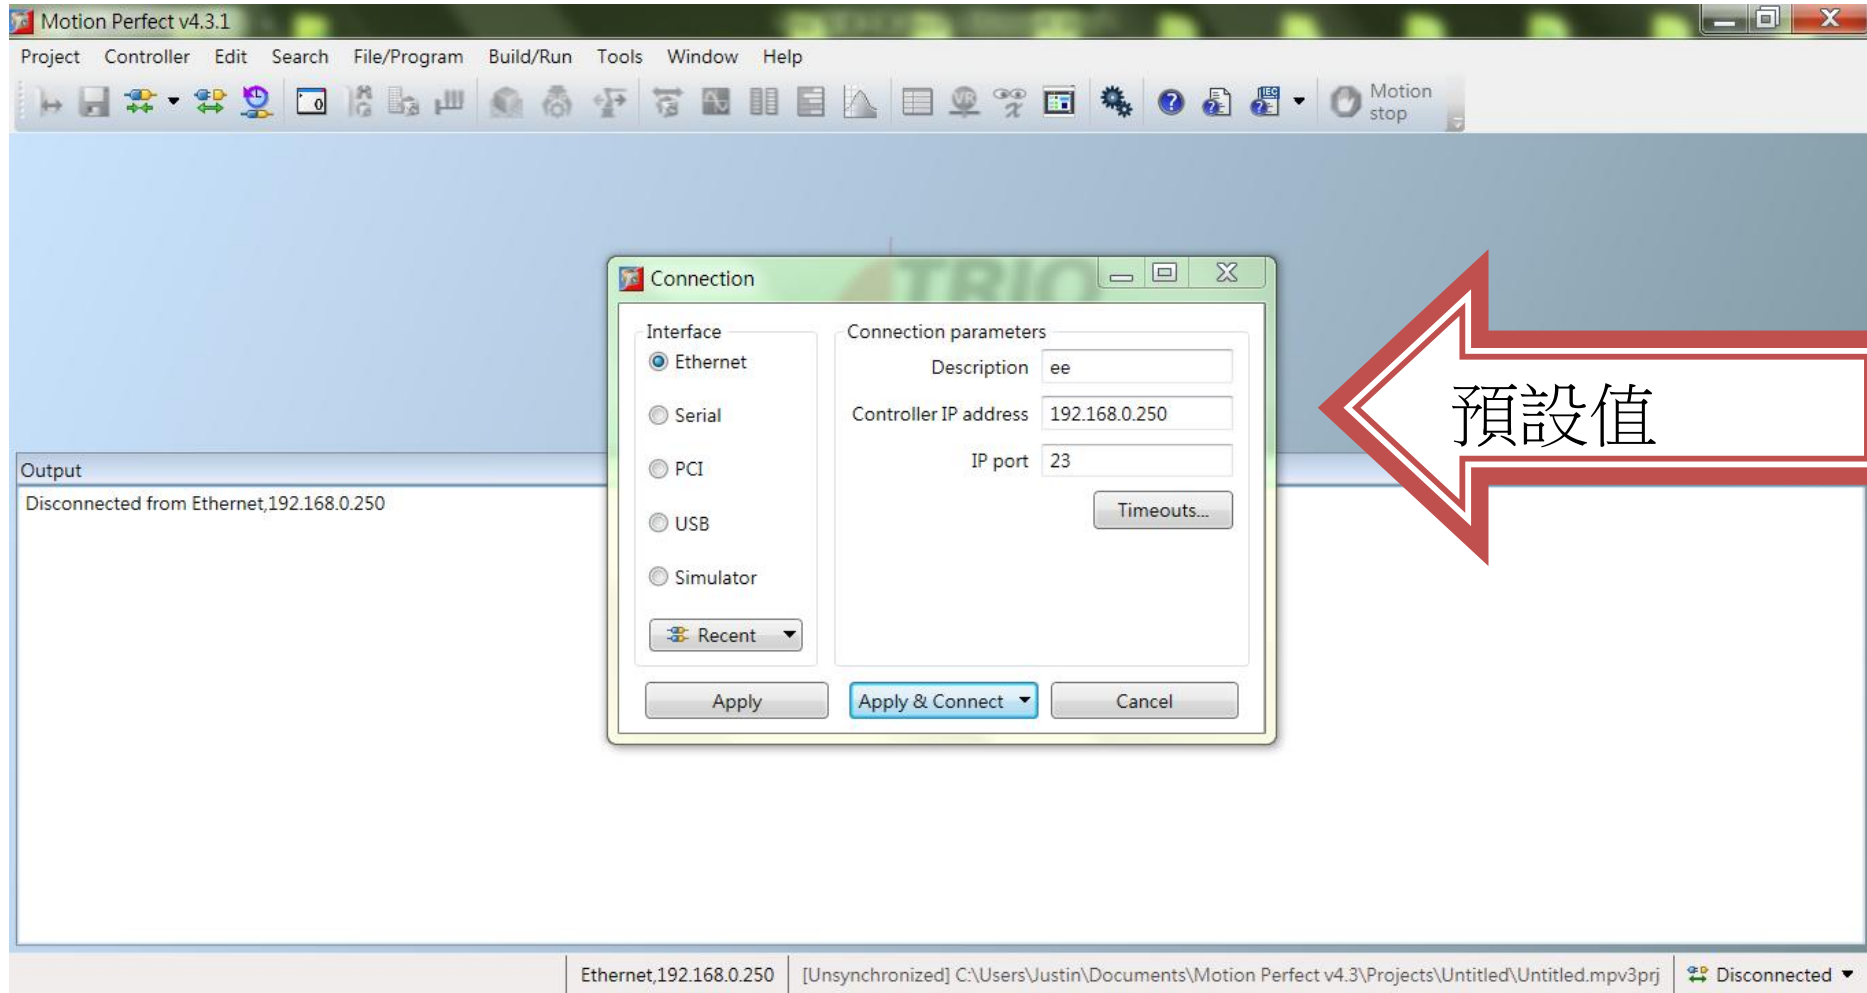 Motion Perfect v4.3.1
Project Controller Edit Search File/Program Build/Run Tools Window Help
Motion
stop
TRIO
Connection
Interface
Ethernet
Serial
PCI
USB
Simulator
Recent
Connection parameters
Description ee
Controller IP address 192.168.0.250
IP port 23
Timeouts...
Apply Apply & Connect Cancel
預設值
Output
Disconnected from Ethernet,192.168.0.250
Ethernet,192.168.0.250 [Unsynchronized] C:\Users\Justin\Documents\Motion Perfect v4.3\Projects\Untitled\Untitled.mpv3prj Disconnected